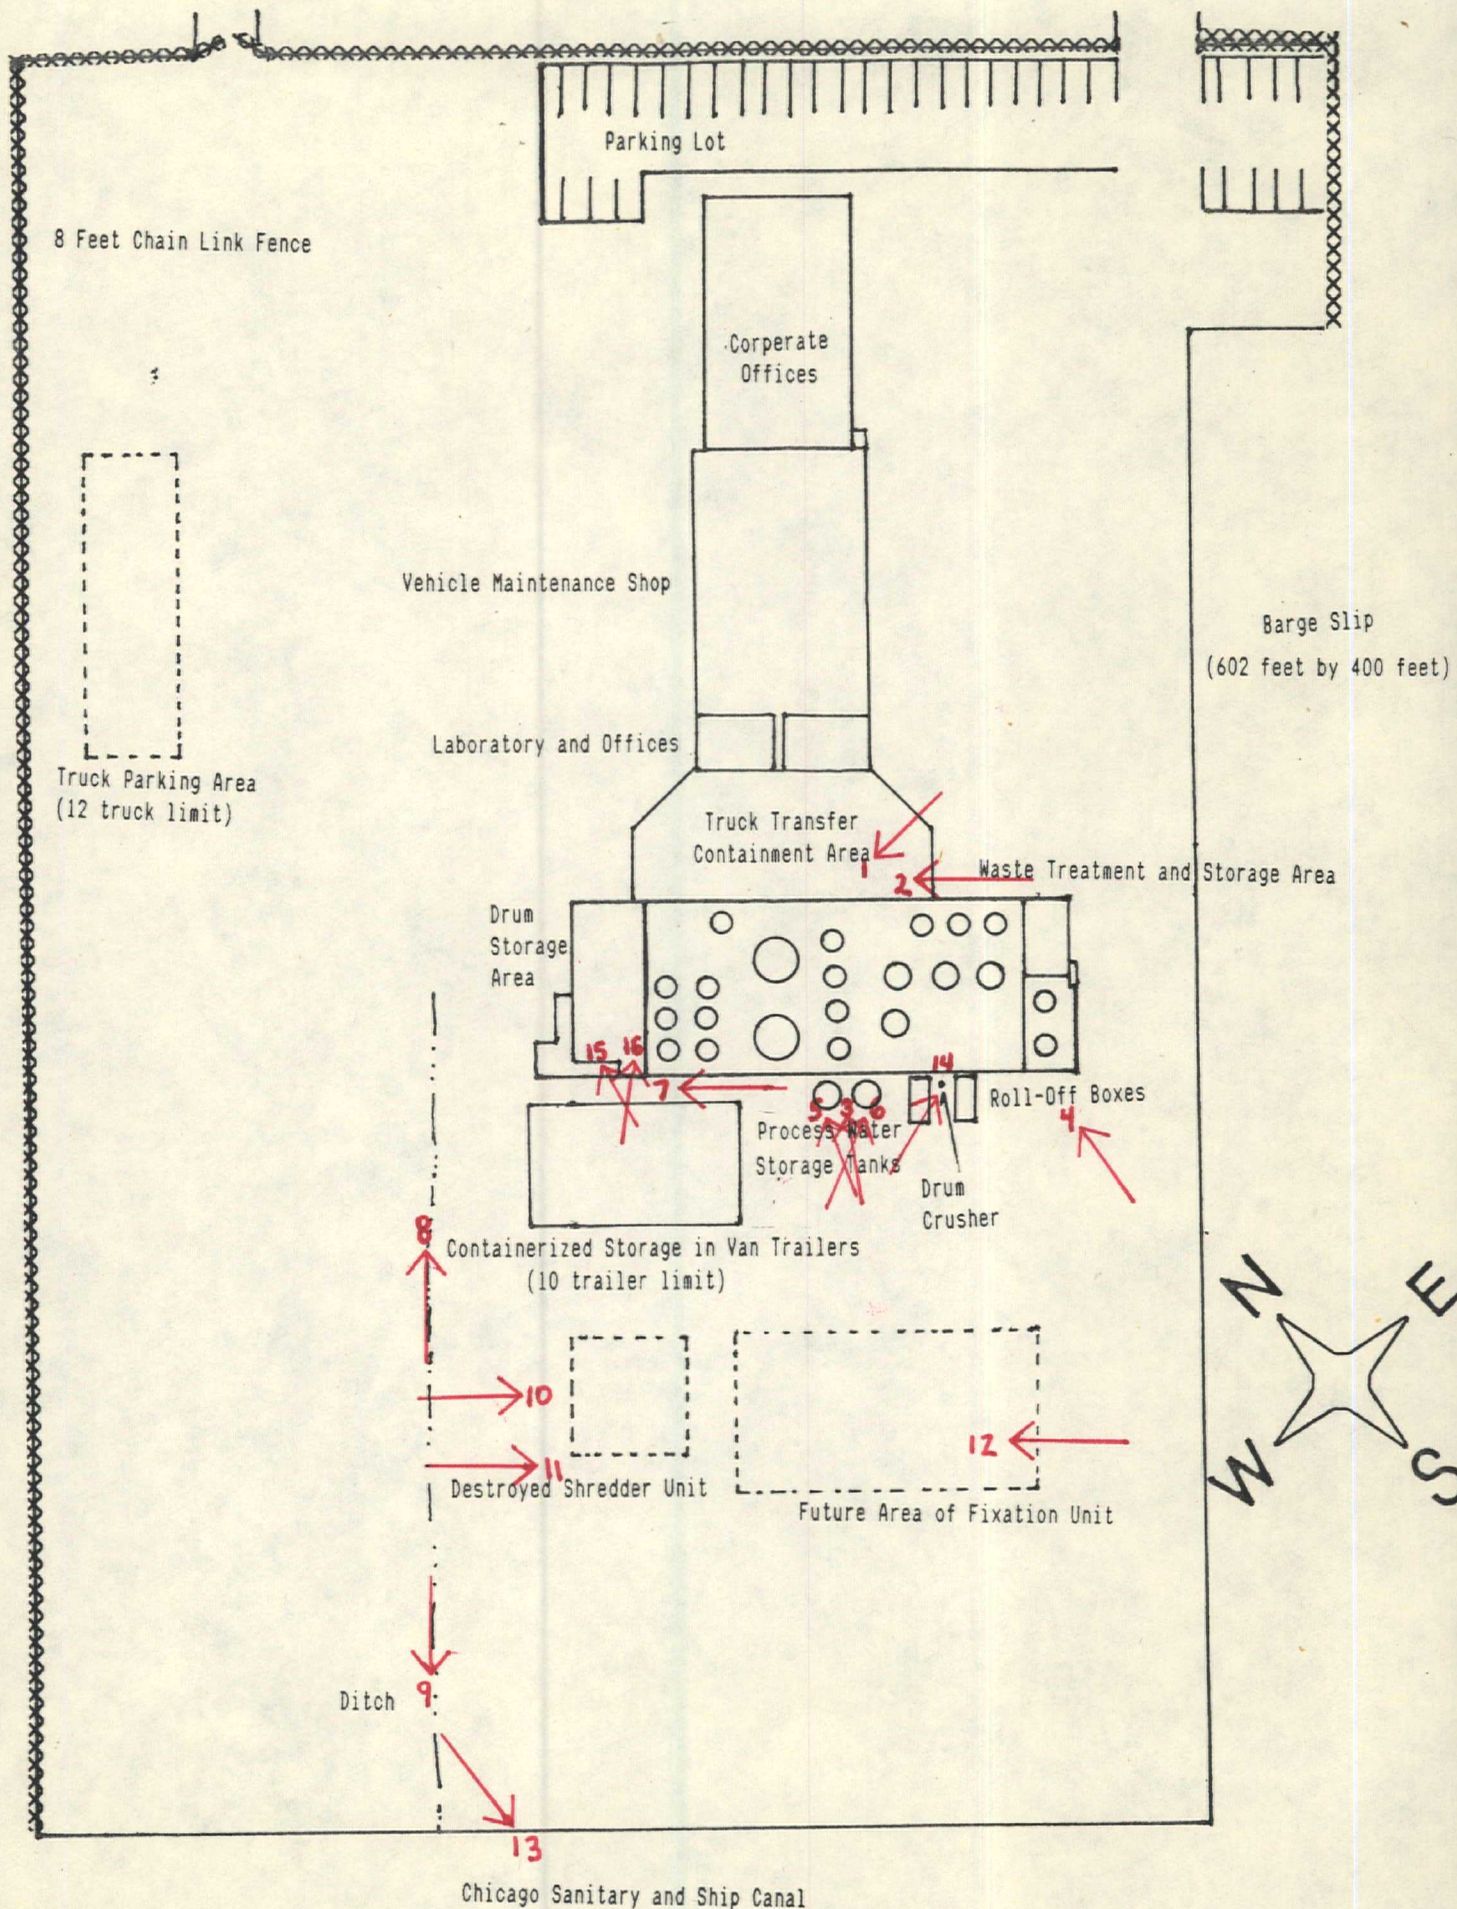 Parking Lot
8 Feet Chain Link Fence
Corperate
Offices
Vehicle Maintenance Shop
Barge Slip
(602 feet by 400 feet)
Laboratory and Offices
Truck Parking Area
(12 truck limit)
Truck Transfer
Containment Area
1
2
Waste Treatment and Storage Area
Drum
Storage
Area
15
16
7
14
Roll-Off Boxes
5
3
6
4
Process Water
Storage Tanks
Drum
Crusher
8
Containerized Storage in Van Trailers
(10 trailer limit)
N
E
W
S
10
12
11
Destroyed Shredder Unit
Future Area of Fixation Unit
Ditch
9
13
Chicago Sanitary and Ship Canal